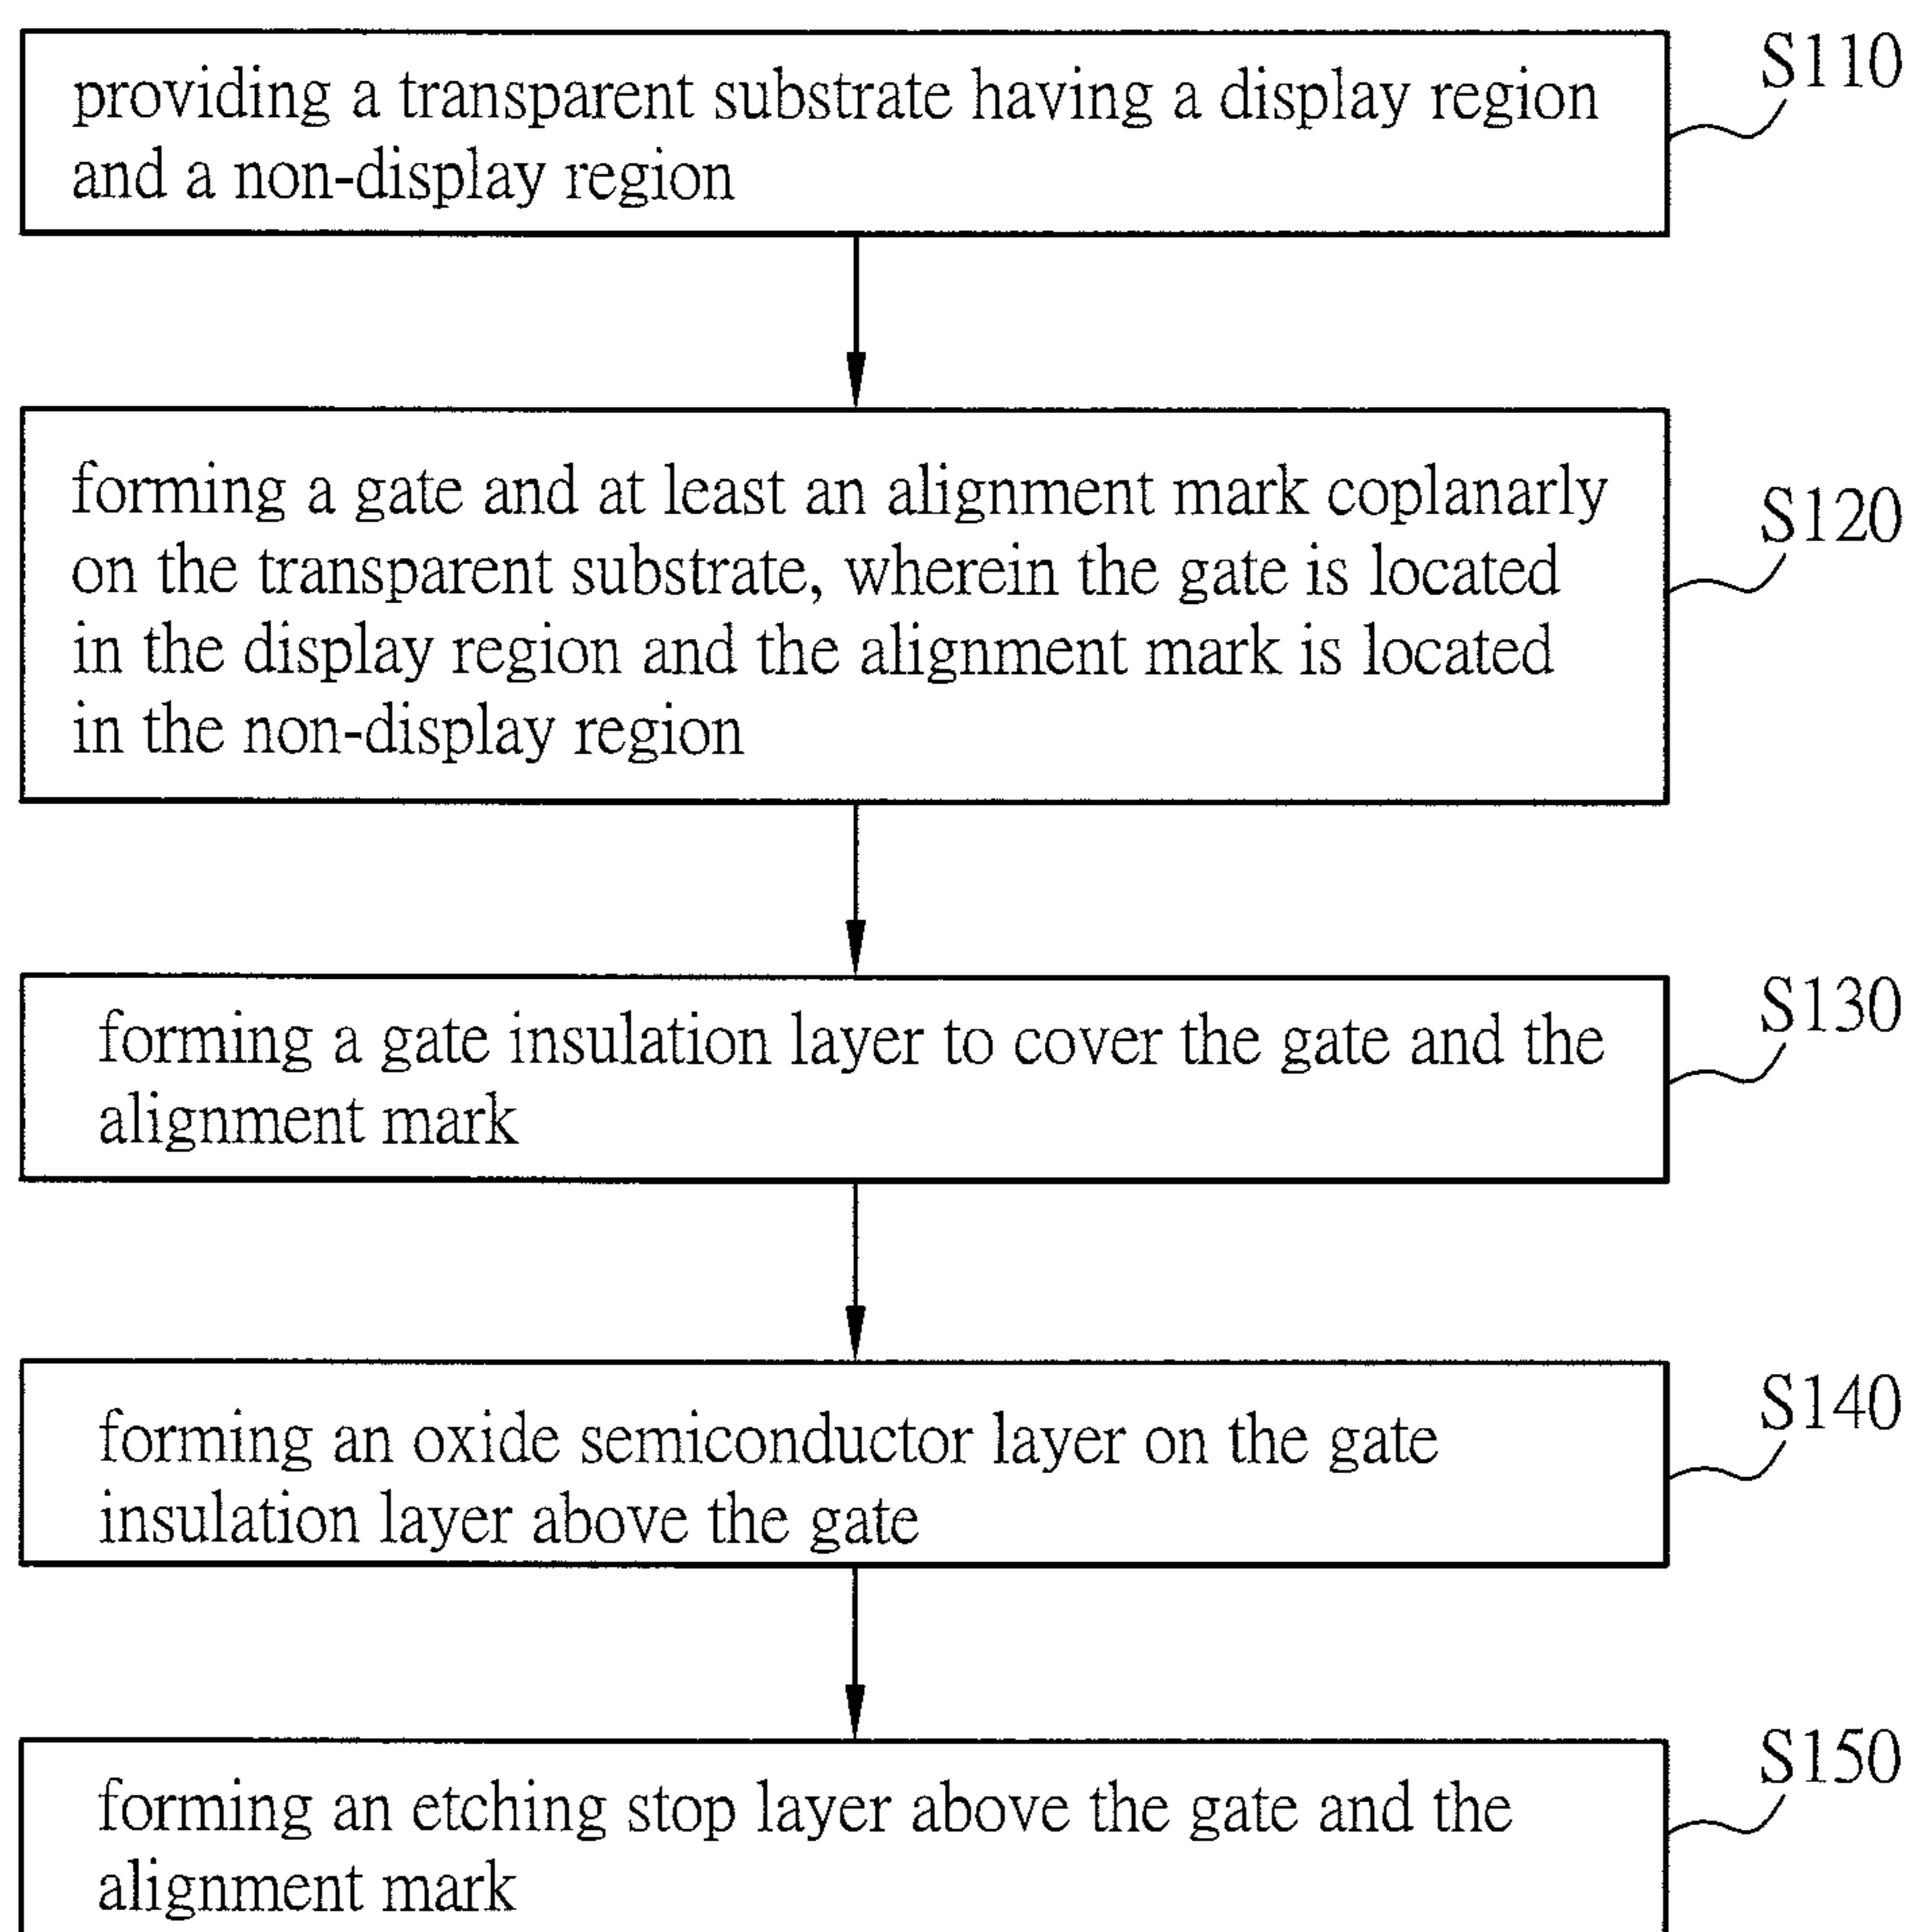 providing a transparent substrate having a display region
and a non-display region
S110
forming a gate and at least an alignment mark coplanarly
on the transparent substrate, wherein the gate is located
in the display region and the alignment mark is located
in the non-display region
S120
forming a gate insulation layer to cover the gate and the
alignment mark
S130
forming an oxide semiconductor layer on the gate
insulation layer above the gate
S140
forming an etching stop layer above the gate and the
alignment mark
S150